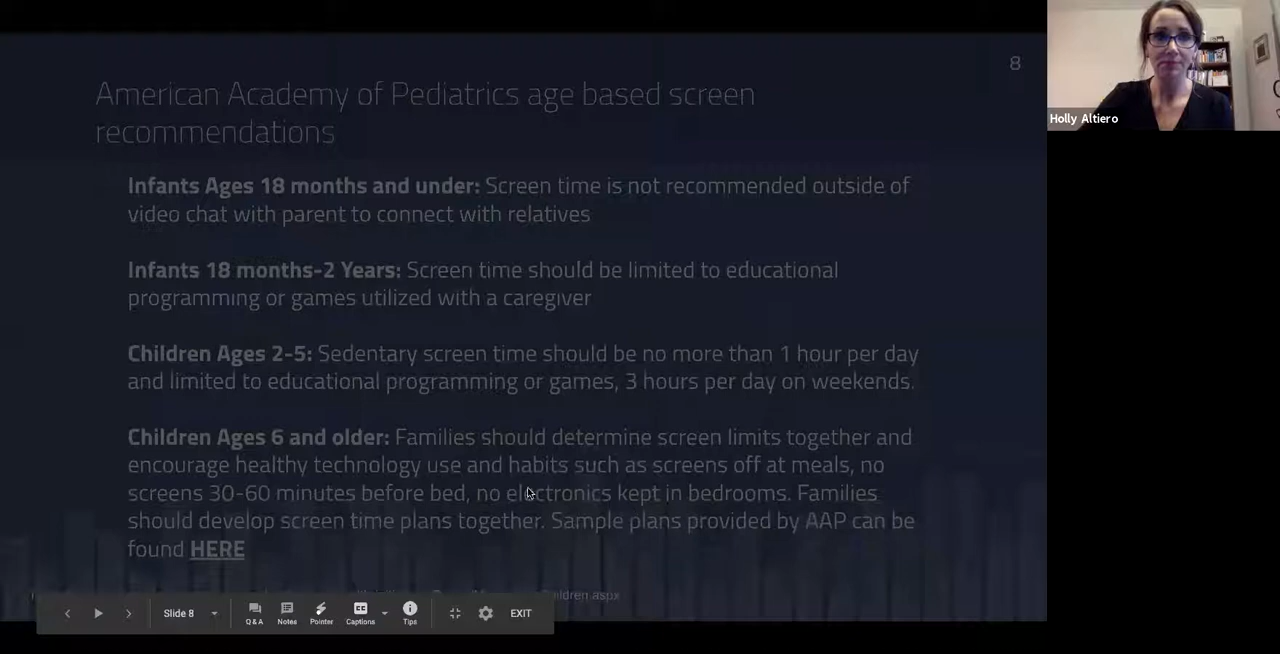 8
American Academy of Pediatrics age based screen
recommendations
Infants Ages 18 months and under: Screen time is not recommended outside of
video chat with parent to connect with relatives
Infants 18 months-2 Years: Screen time should be limited to educational
programming or games utilized with a caregiver
Children Ages 2-5: Sedentary screen time should be no more than 1 hour per day
and limited to educational programming or games, 3 hours per day on weekends.
Children Ages 6 and older: Families should determine screen limits together and
encourage healthy technology use and habits such as screens off at meals, no
screens 30-60 minutes before bed, no electronics kept in bedrooms. Families
should develop screen time plans together. Sample plans provided by AAP can be
found HERE
Slide 8
Q & A
Notes
Pointer
CC
Captions
Tips
EXIT
Holly Altiero